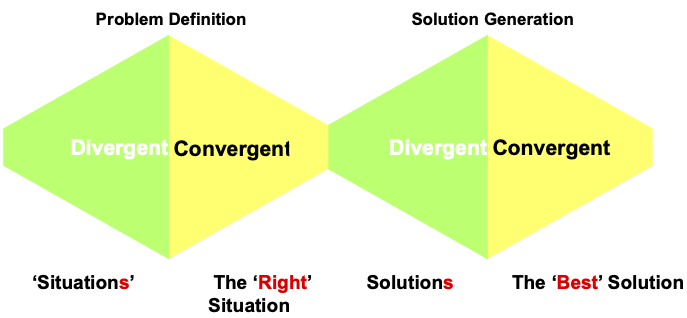 Problem Definition
Solution Generation
Divergent Convergent
Divergent Convergent
‘Situations’
The ‘Right’
Situation
Solutions
The ‘Best’ Solution